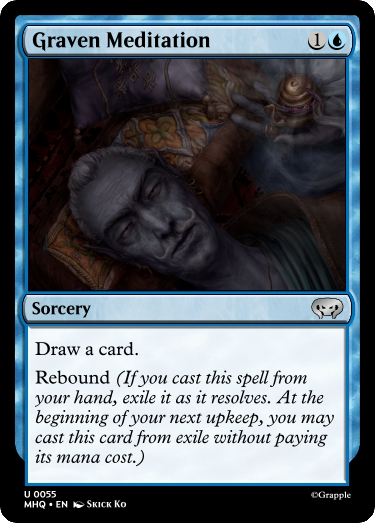 Graven Meditation 1
Sorcery
Draw a card.
Rebound (If you cast this spell from
your hand, exile it as it resolves. At the
beginning of your next upkeep, you may
cast this card from exile without paying
its mana cost.)
U 0055
MHQ • EN Skick Ko
©Grapple